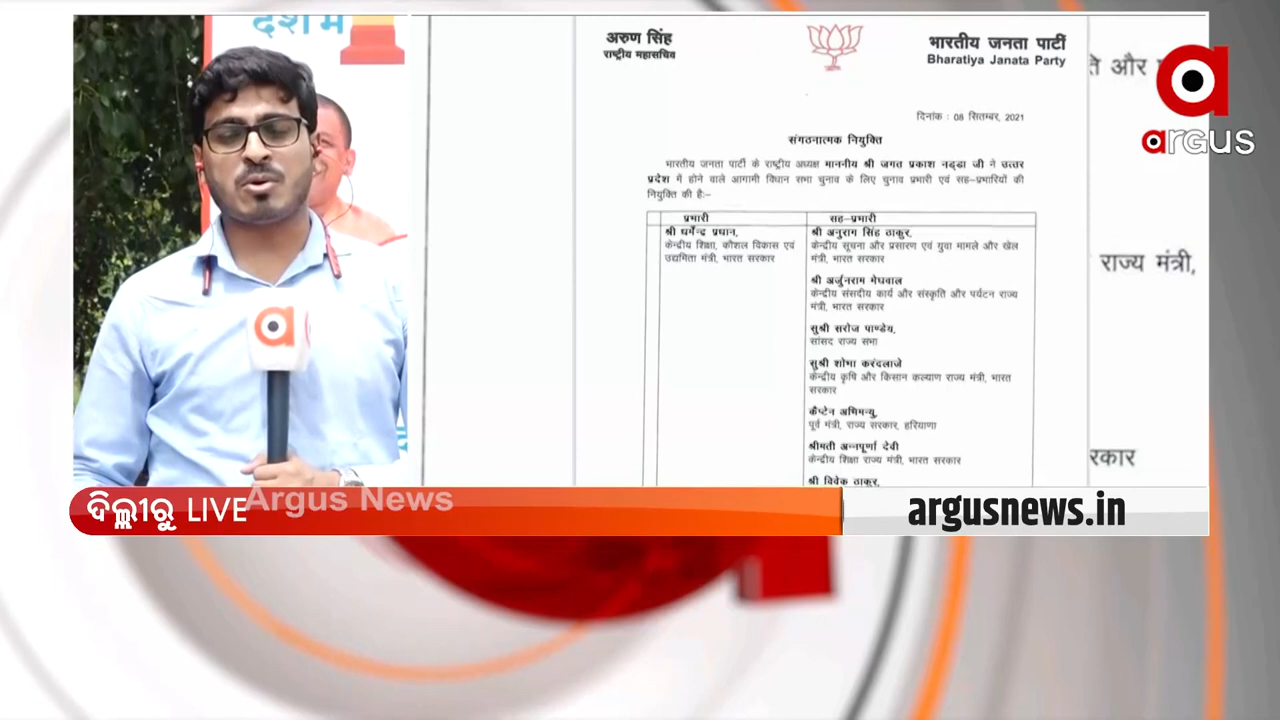 देश में
अरुण सिंह
राष्ट्रीय महासचिव
भारतीय जनता पार्टी
Bharatiya Janata Party
दिनांक : 08 सितम्बर, 2021
संगठनात्मक नियुक्ति
भारतीय जनता पार्टी के राष्ट्रीय अध्यक्ष माननीय श्री जगत प्रकाश नड्डा जी ने उत्तर
प्रदेश में होने वाले आगामी विधान सभा चुनाव के लिए चुनाव प्रभारी एवं सह-प्रभारियों की
नियुक्ति की है:-
प्रभारी
सह-प्रभारी
श्री धर्मेन्द्र प्रधान,
केन्द्रीय शिक्षा, कौशल विकास एवं
उद्यमिता मंत्री, भारत सरकार
श्री अनुराग सिंह ठाकुर,
केन्द्रीय सूचना और प्रसारण एवं युवा मामले और खेल
मंत्री, भारत सरकार
श्री अर्जुनराम मेघवाल
केन्द्रीय संसदीय कार्य और संस्कृति और पर्यटन राज्य
मंत्री, भारत सरकार
सुश्री सरोज पाण्डेय,
सांसद राज्य सभा
सुश्री शोभा करंदलाजे
केन्द्रीय कृषि और किसान कल्याण राज्य मंत्री, भारत
सरकार
कैप्टेन अभिमन्यु,
पूर्व मंत्री, राज्य सरकार, हरियाणा
श्रीमती अन्नपूर्णा देवी
केन्द्रीय शिक्षा राज्य मंत्री, भारत सरकार
श्री विवेक ठाकुर,
और
राज्य मंत्री,
रकार
argus
ଦିଲ୍ଲୀରୁ LIVE
Argus News
argusnews.in